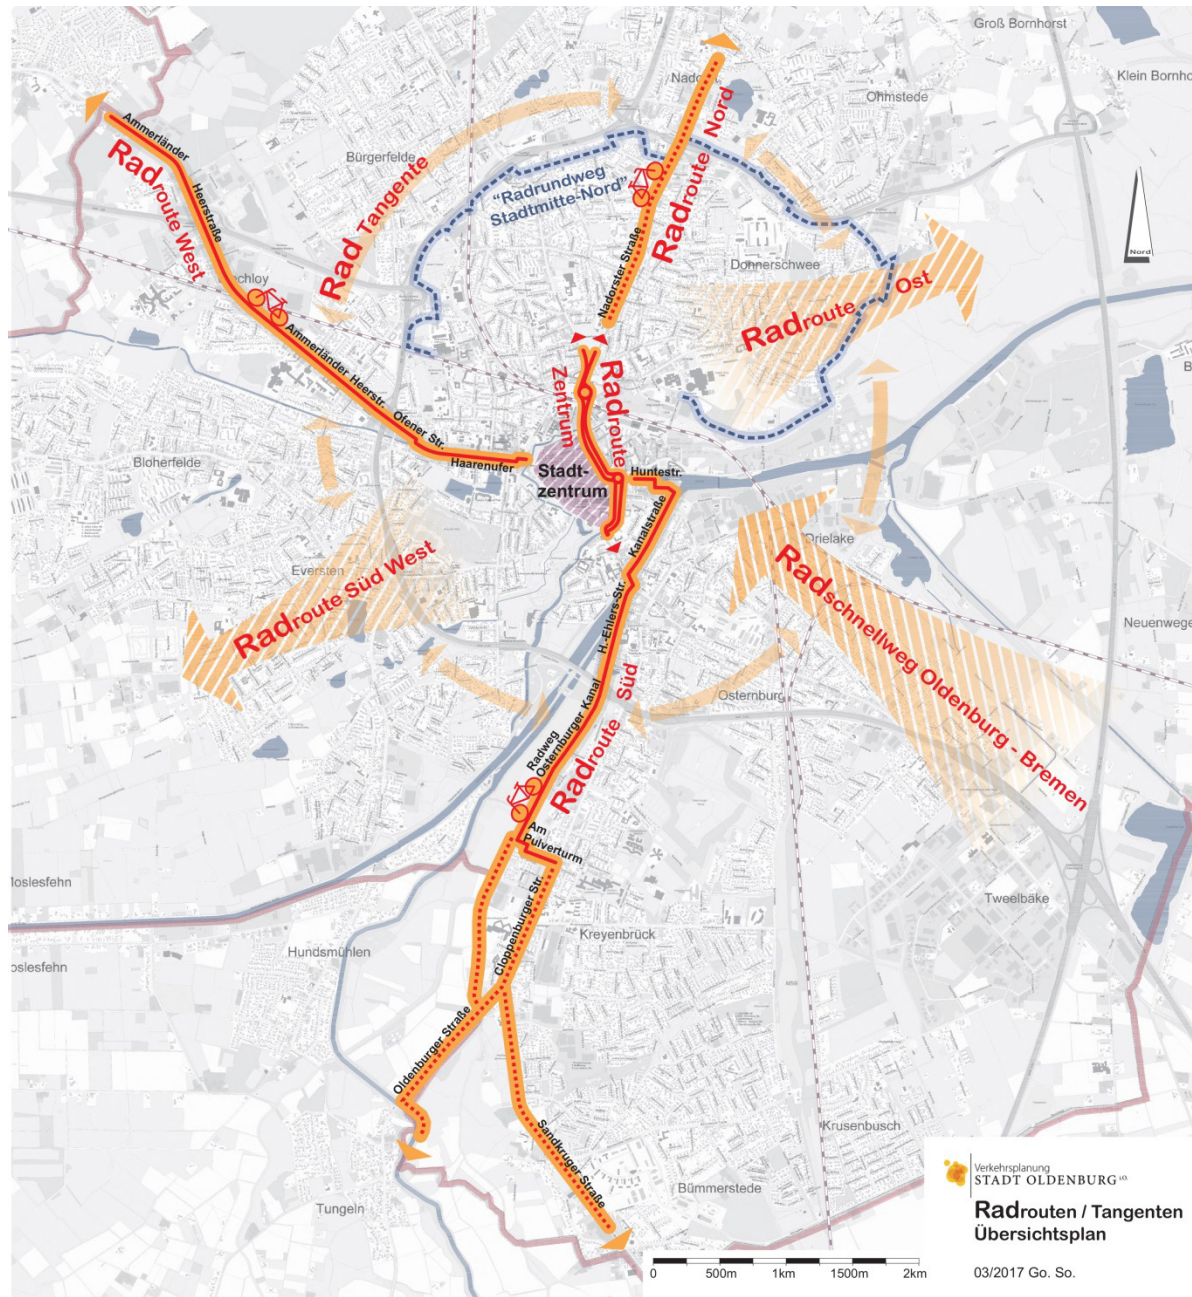 Groß Bornhorst
Klein Bornho
Ohmstede
Nador
Ammerländer
Heerstraße
Radroute West
Bürgerfelde
Rad Tangente
"Radrundweg
Stadtmitte-Nord"
Radroute Nord
Nadorster Straße
Donnerschwee
Radroute Ost
Nord
chloy
Ammerländer Heerstr.
Ofener Str.
Haarenufer
Radroute
Zentrum
Stadt-
zentrum
Huntestr.
Kanalstraße
Bloherfelde
Eversten
Radroute Süd West
Drielake
Radschnellweg Oldenburg - Bremen
Neuenwege
H.-Ehlers-Str.
Osternburg
Radweg
Osternburger Kanal
Radroute Süd
Am
Pulverturm
Cloppenburger Str.
Kreyenbrück
Tweelbäke
Moslesfehn
Hundsmühlen
oslesfehn
Oldenburger Straße
Sandkruger Straße
Krusenbusch
Bümmerstede
Tungeln
Verkehrsplanung
STADT OLDENBURG i.O.
Radrouten / Tangenten
Übersichtsplan
03/2017 Go. So.
0 500m 1km 1500m 2km